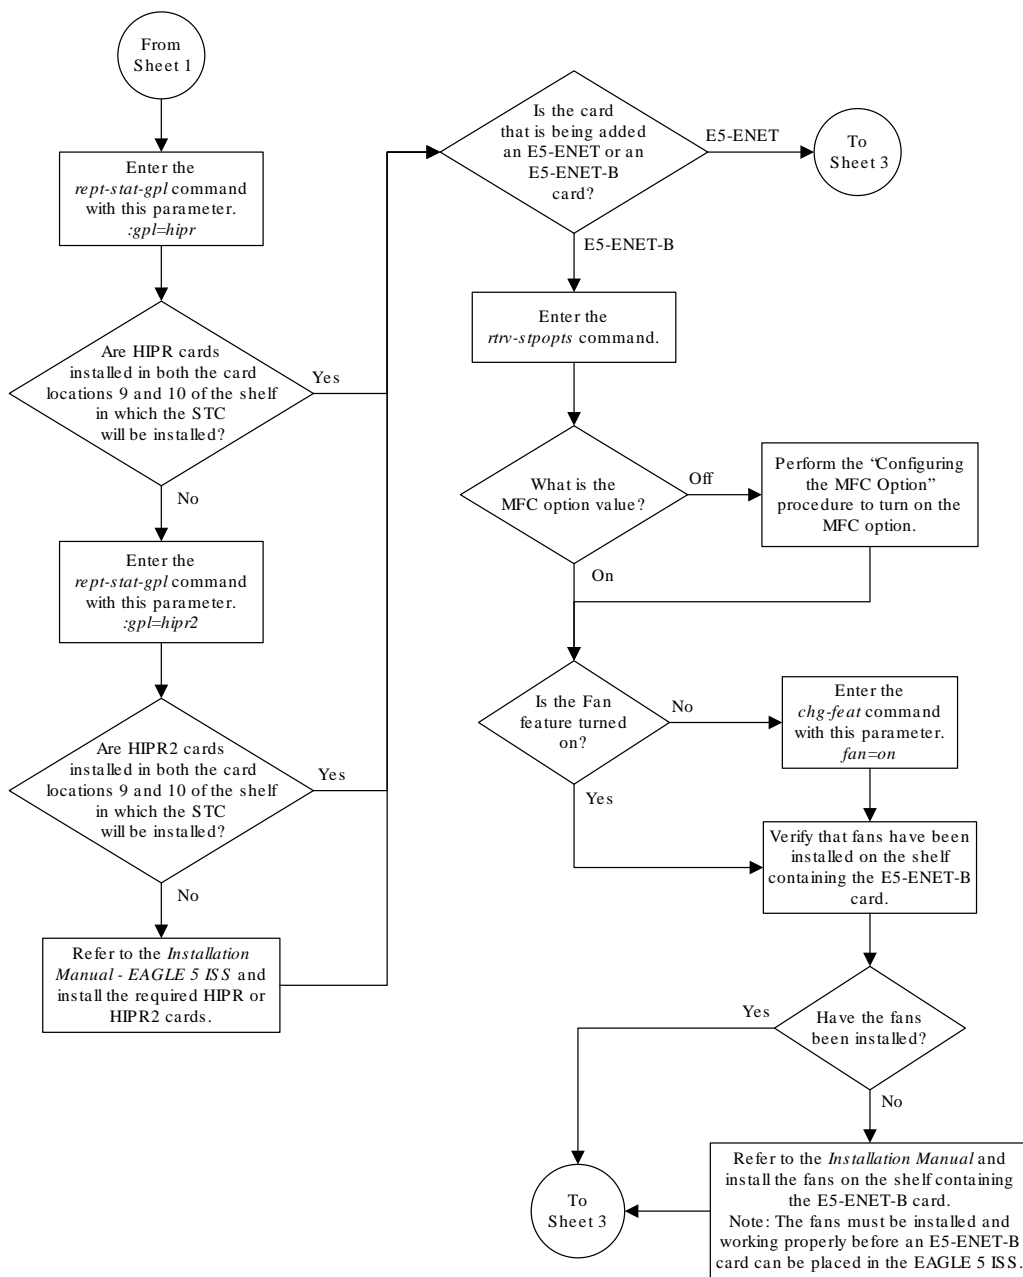 From
Sheet 1
Enter the
rept-stat-gpl command
with this parameter.
:gpl=hipr
Are HIPR cards
installed in both the card
locations 9 and 10 of the shelf
in which the STC
will be installed?
Yes
No
Enter the
rept-stat-gpl command
with this parameter.
:gpl=hipr2
Are HIPR2 cards
installed in both the card
locations 9 and 10 of the shelf
in which the STC
will be installed?
Yes
No
Refer to the Installation
Manual - EAGLE 5 ISS and
install the required HIPR or
HIPR2 cards.
Is the card
that is being added
an E5-ENET or an
E5-ENET-B
card?
E5-ENET
To
Sheet 3
E5-ENET-B
Enter the
rtrv-stpopts command.
What is the
MFC option value?
Off
Perform the “Configuring
the MFC Option”
procedure to turn on the
MFC option.
On
Is the Fan
feature turned
on?
No
Enter the
chg-feat command
with this parameter.
fan=on
Yes
Verify that fans have been
installed on the shelf
containing the E5-ENET-B
card.
Have the fans
been installed?
Yes
No
To
Sheet 3
Refer to the Installation Manual and
install the fans on the shelf containing
the E5-ENET-B card.
Note: The fans must be installed and
working properly before an E5-ENET-B
card can be placed in the EAGLE 5 ISS.